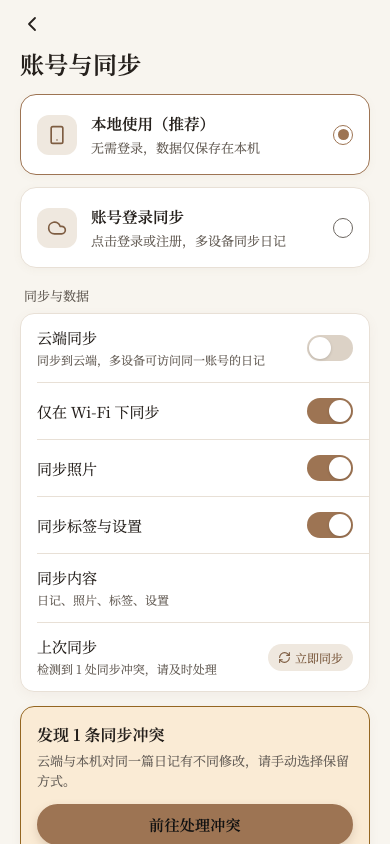 账号与同步
本地使用（推荐）
无需登录，数据仅保存在本机
账号登录同步
点击登录或注册，多设备同步日记
同步与数据
云端同步
同步到云端，多设备可访问同一账号的日记
仅在 Wi-Fi 下同步
同步照片
同步标签与设置
同步内容
日记、照片、标签、设置
上次同步
检测到 1 处同步冲突，请及时处理
立即同步
发现 1 条同步冲突
云端与本机对同一篇日记有不同修改，请手动选择保留
方式。
前往处理冲突